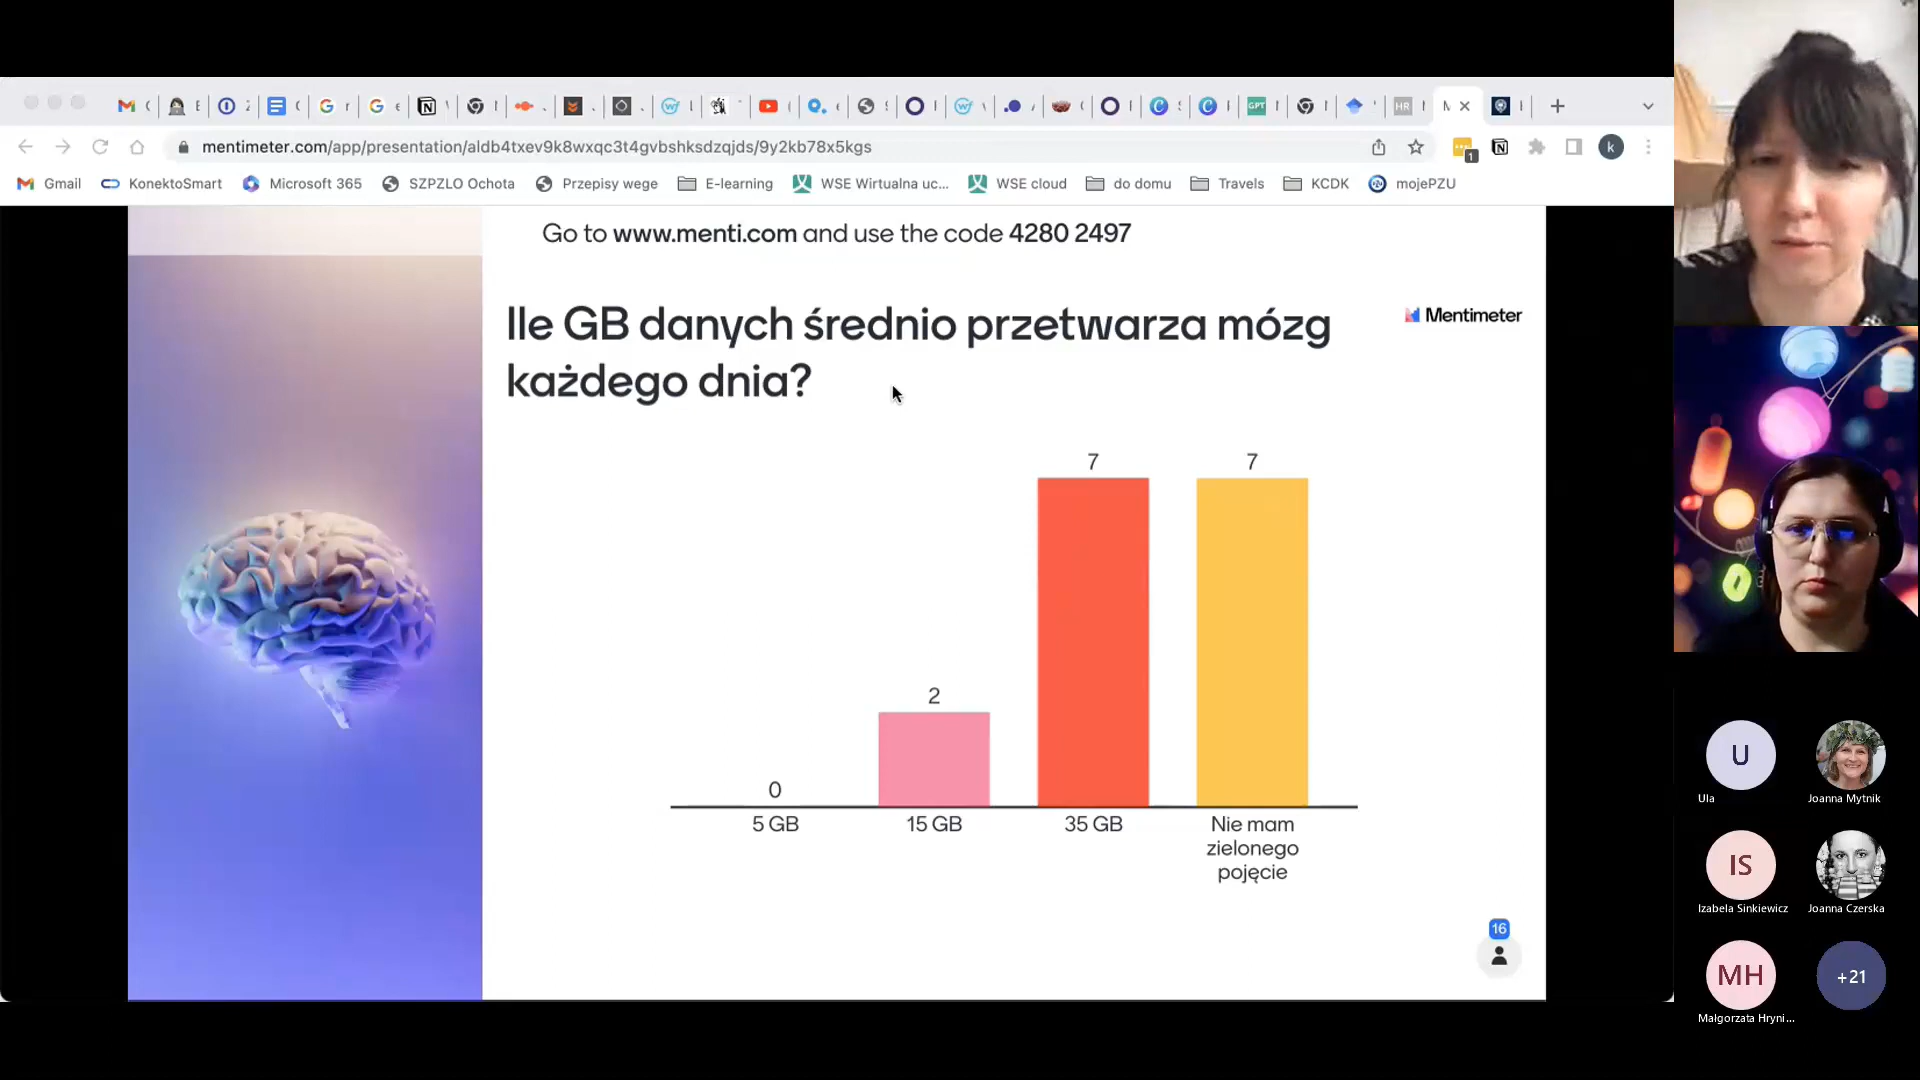 mentimeter.com/app/presentation/aldb4txev9k8wxqc3t4gvbshksdzqjds/9y2kb78x5kgs
1
k
Gmail KonektoSmart Microsoft 365 SZPZLO Ochota Przepisy wege E-learning WSE Wirtualna uc... WSE cloud do domu Travels KCDK mojePZU
Go to www.menti.com and use the code 4280 2497
Ile GB danych średnio przetwarza mózg
każdego dnia?
Mentimeter
7
7
2
0
5 GB
15 GB
35 GB
Nie mam
zielonego
pojęcie
16
U
Ula
Joanna Mytnik
IS
Izabela Sinkiewicz
Joanna Czerska
MH
Małgorzata Hryni...
+21